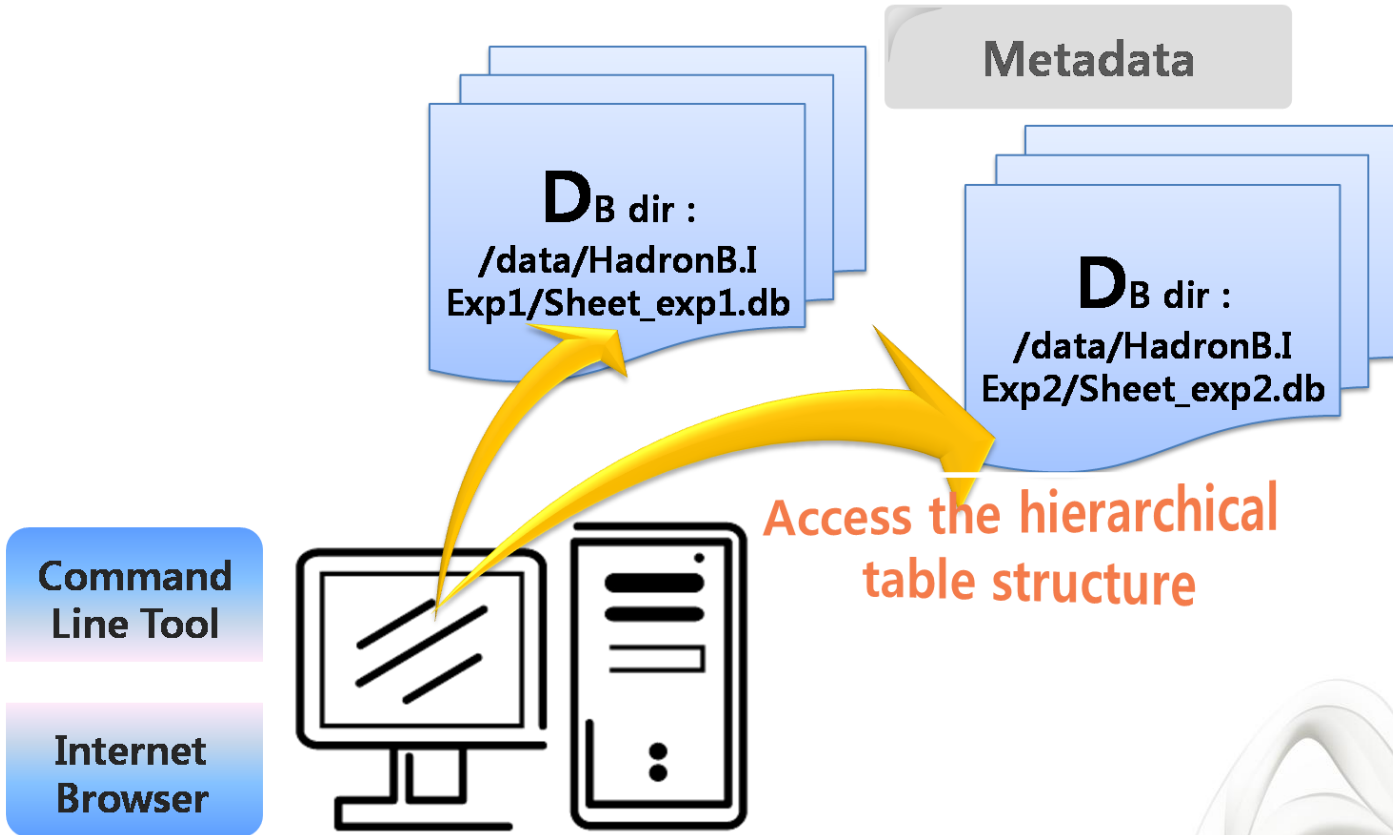 Metadata
DB dir :
/data/HadronB.I
Exp1/Sheet_exp1.db
DB dir :
/data/HadronB.I
Exp2/Sheet_exp2.db
Access the hierarchical
table structure
Command
Line Tool
Internet
Browser